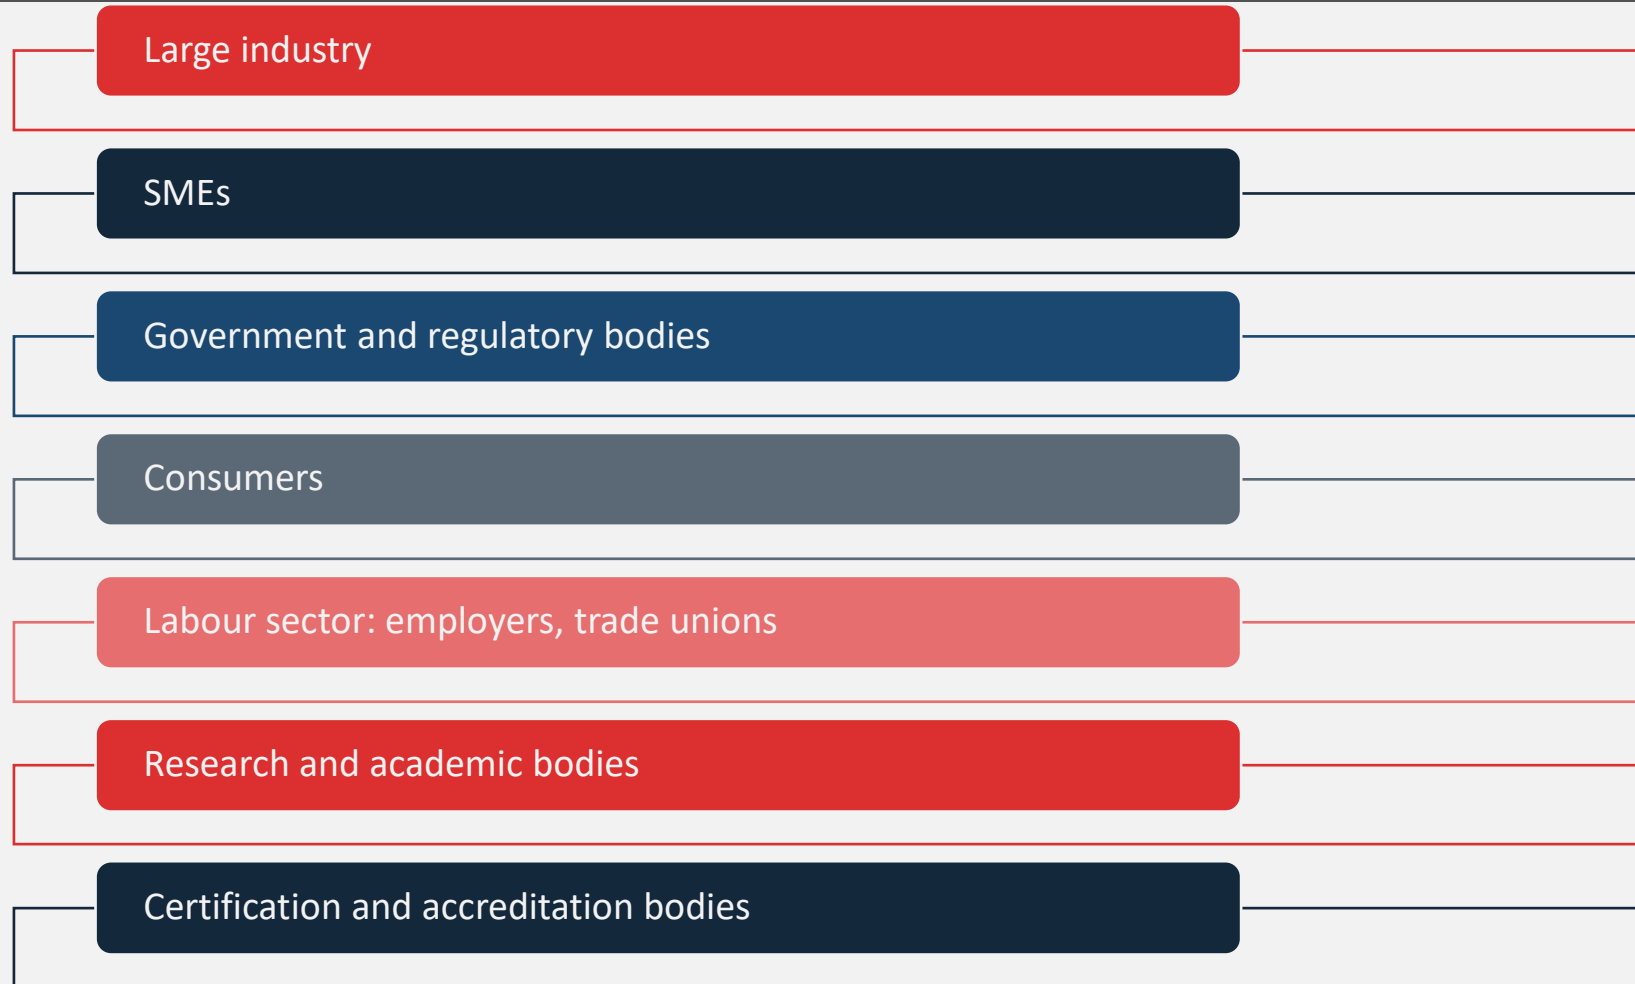 Large industry
SMEs
Government and regulatory bodies
Consumers
Labour sector: employers, trade unions
Research and academic bodies
Certification and accreditation bodies